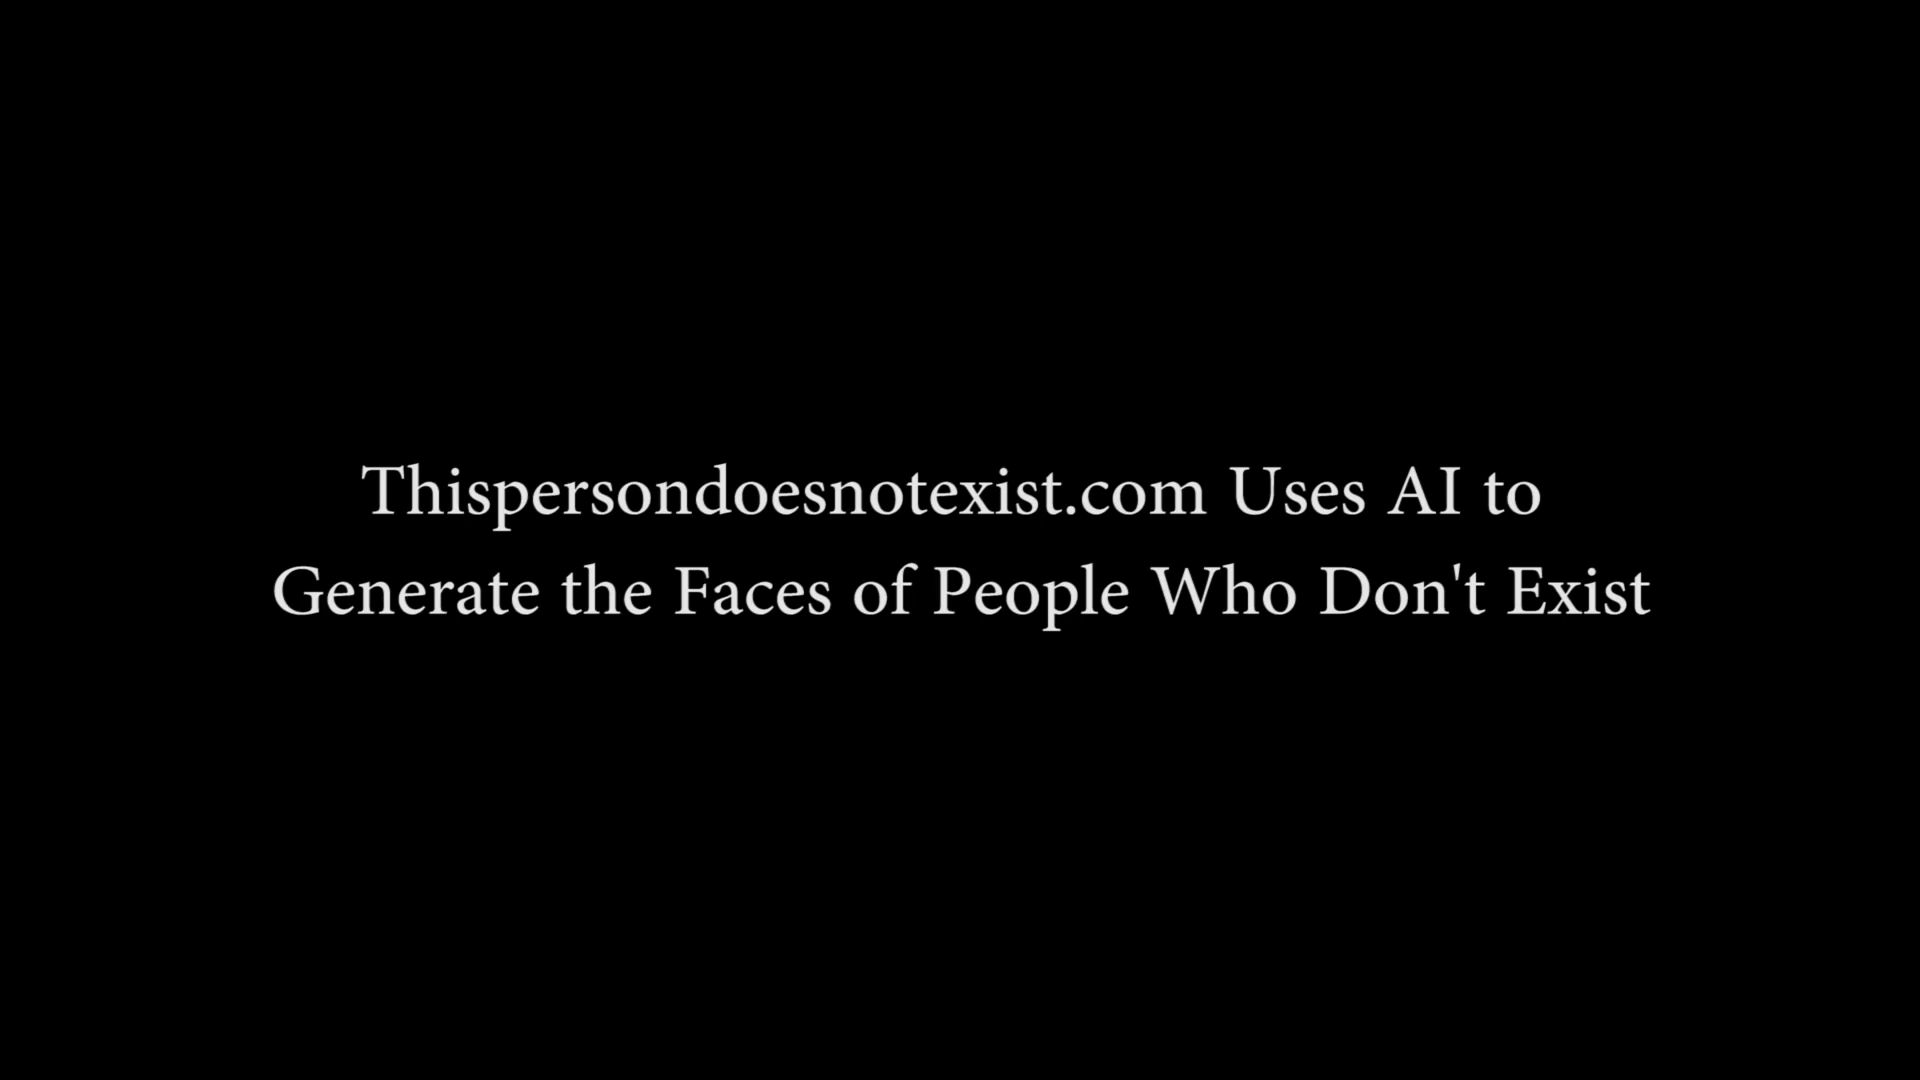 Thispersondoesnotexist.com Uses AI to
Generate the Faces of People Who Don't Exist